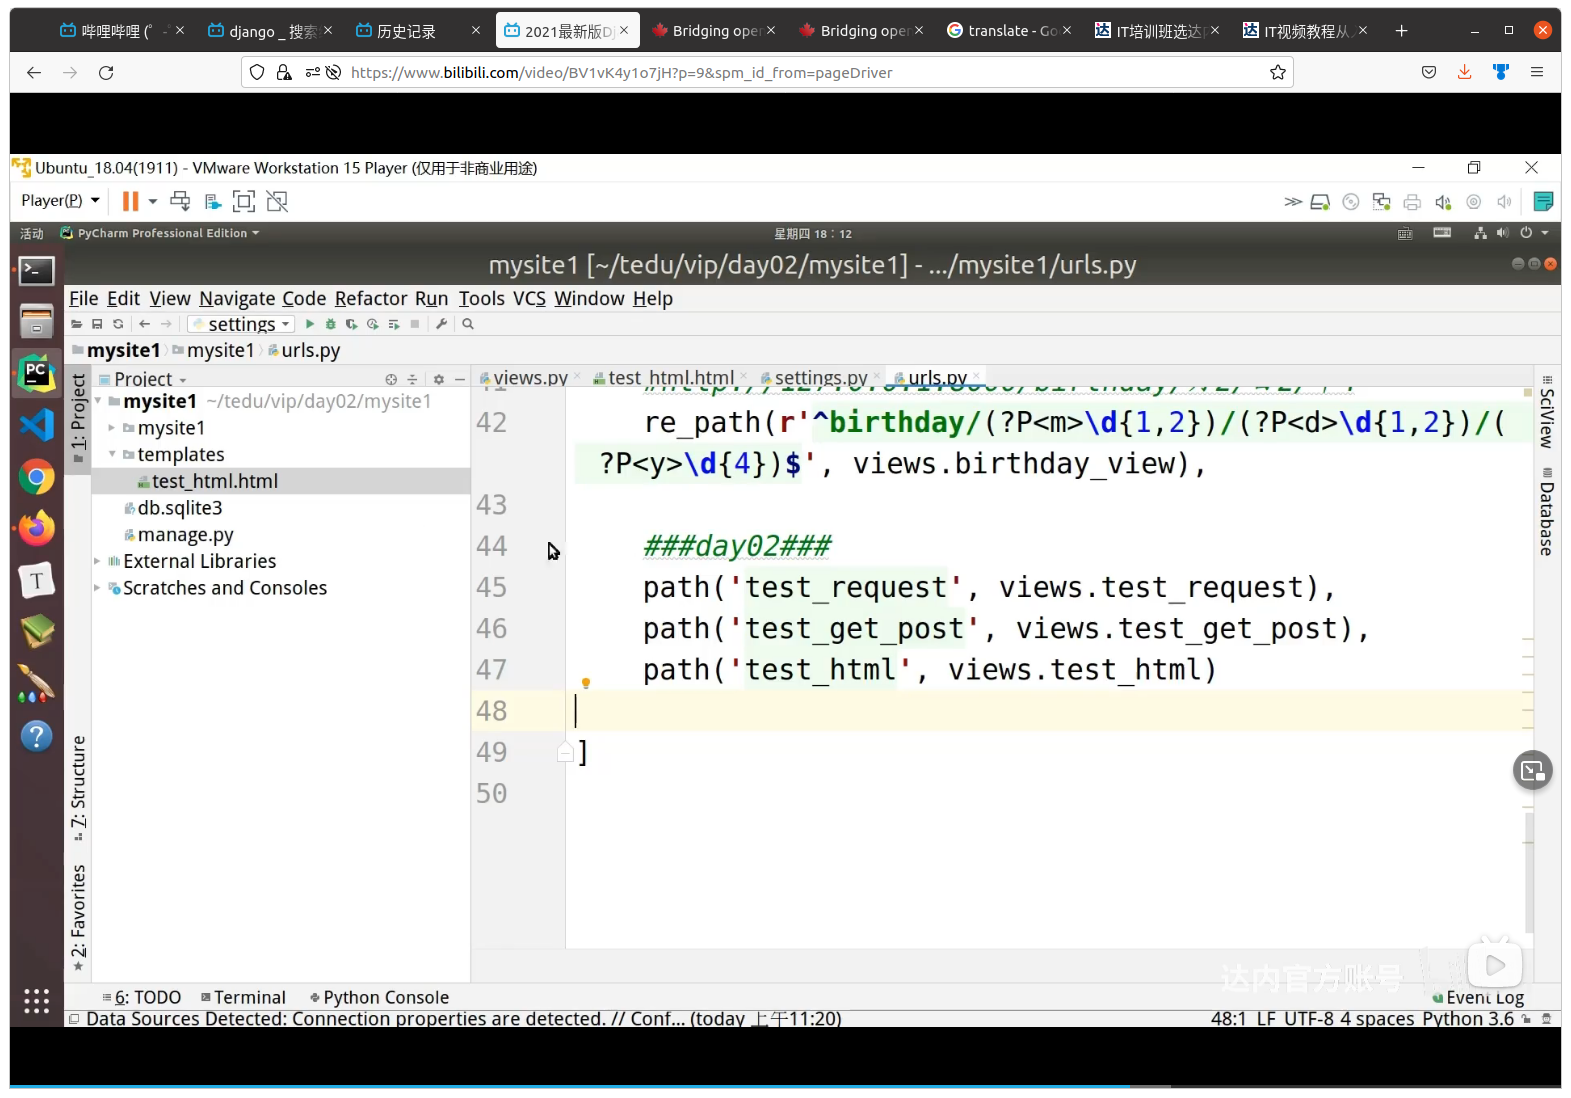 哔哩哔哩 (゜-
django _ 搜索
历史记录
2021最新版Dj
Bridging oper
Bridging oper
translate - Go
IT培训班选达
IT视频教程从
https://www.bilibili.com/video/BV1vK4y1o7jH?p=9&spm_id_from=pageDriver
Ubuntu_18.04(1911) - VMware Workstation 15 Player (仅用于非商业用途)
Player(P)
活动 PyCharm Professional Edition 星期四 18：12
mysite1 [~/tedu/vip/day02/mysite1] - .../mysite1/urls.py
File Edit View Navigate Code Refactor Run Tools VCS Window Help
settings
mysite1 mysite1 urls.py
Project
views.py test_html.html settings.py urls.py
mysite1 ~/tedu/vip/day02/mysite1
mysite1
templates
test_html.html
db.sqlite3
manage.py
External Libraries
Scratches and Consoles
1: Project
7: Structure
2: Favorites
42 re_path(r'^birthday/(?P<m>\d{1,2})/(?P<d>\d{1,2})/(
?P<y>\d{4})$', views.birthday_view),
43
44 ###day02###
45 path('test_request', views.test_request),
46 path('test_get_post', views.test_get_post),
47 path('test_html', views.test_html)
48
49 ]
50
SciView
Database
达内官方账号
6: TODO Terminal Python Console Event Log
Data Sources Detected: Connection properties are detected. // Conf... (today 上午11:20) 48:1 LF UTF-8 4 spaces Python 3.6